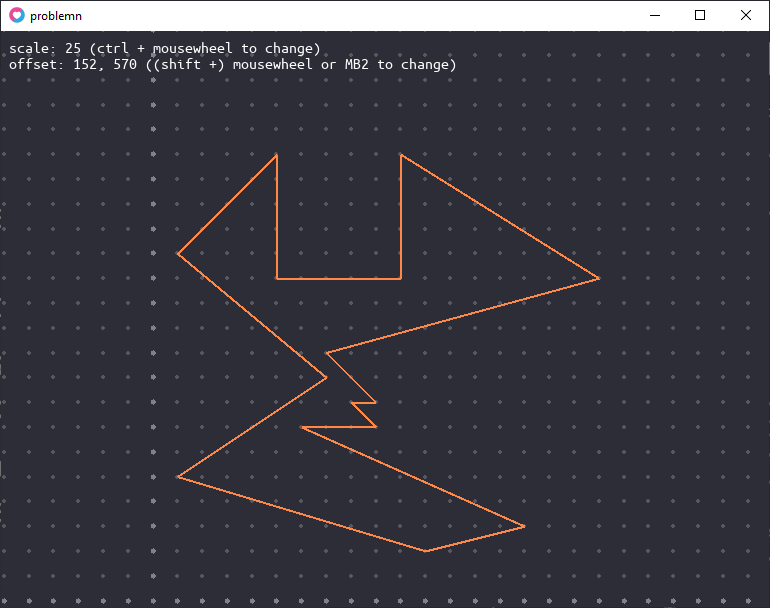 problemn
scale: 25 (ctrl + mousewheel to change)
offset: 152, 570 ((shift +) mousewheel or MB2 to change)